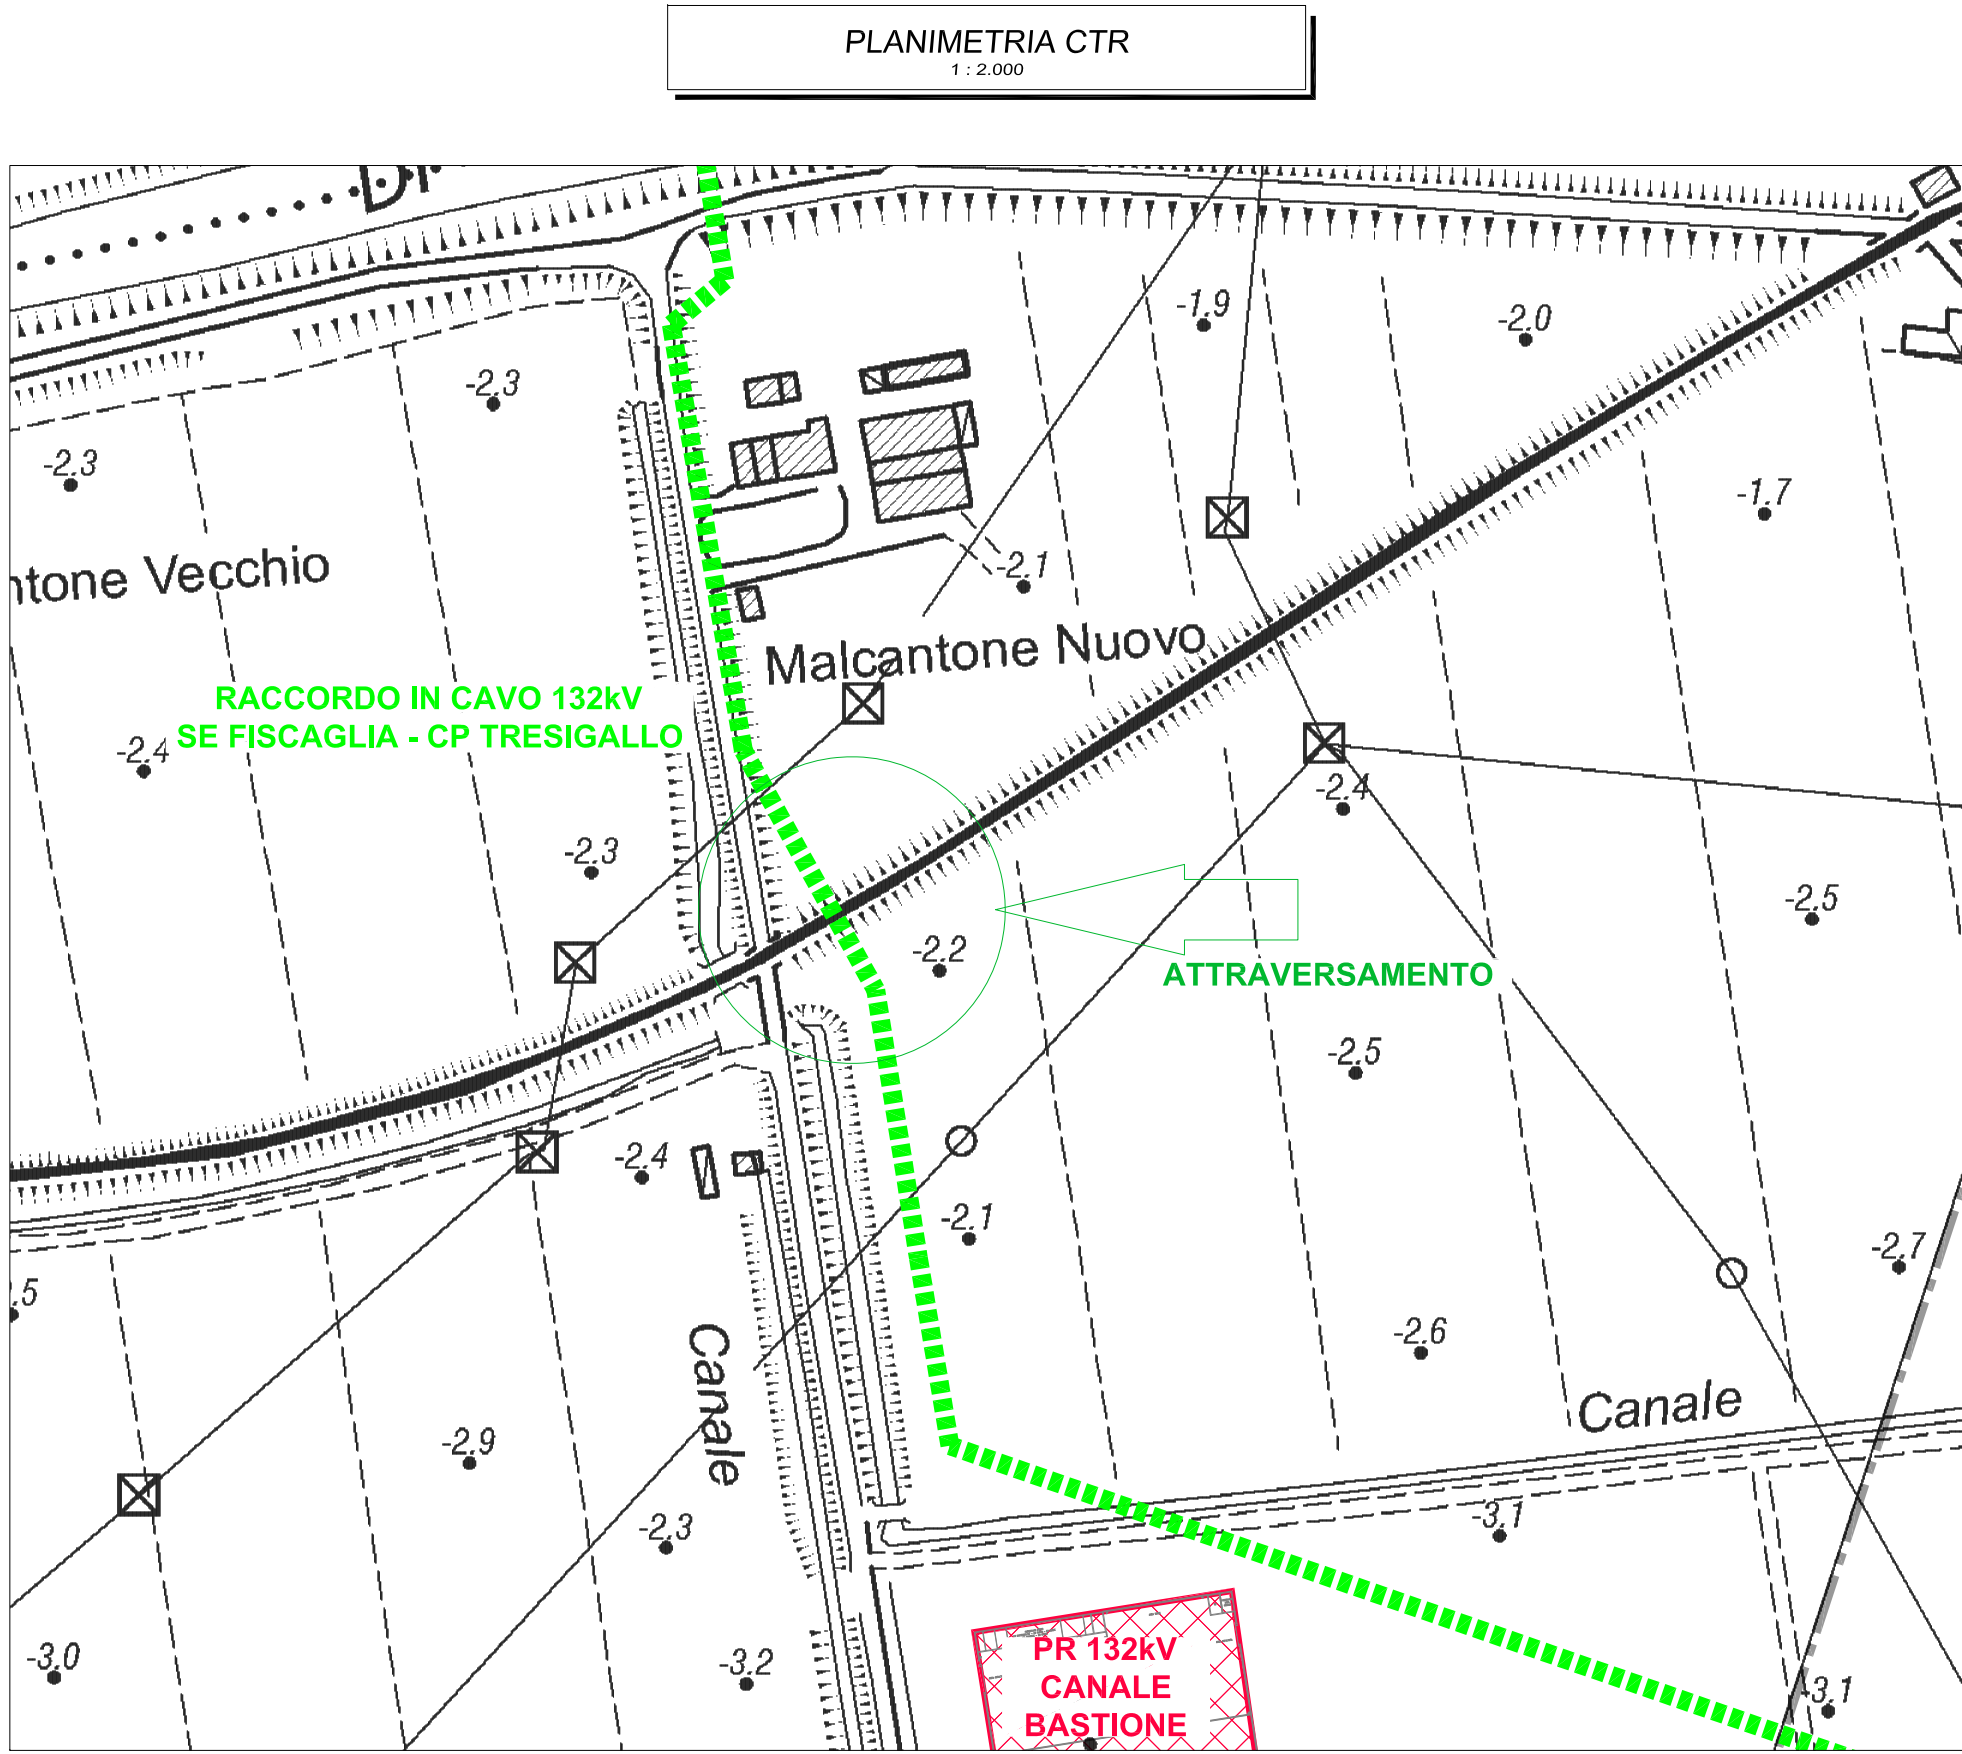 PLANIMETRIA CTR
1 : 2.000
-1.9
-2.0
-2.3
-2.3
-1.7
ntone Vecchio
-2.1
Malcantone Nuovo
RACCORDO IN CAVO 132kV
SE FISCAGLIA - CP TRESIGALLO
-2.4
-2.4
-2.3
-2.5
-2.2
ATTRAVERSAMENTO
-2.5
-2.4
-2.1
-2.7
.5
-2.6
Canale
Canale
-2.9
-2.3
-3.1
-3.0
-3.2
PR 132kV
CANALE
BASTIONE
-3.1